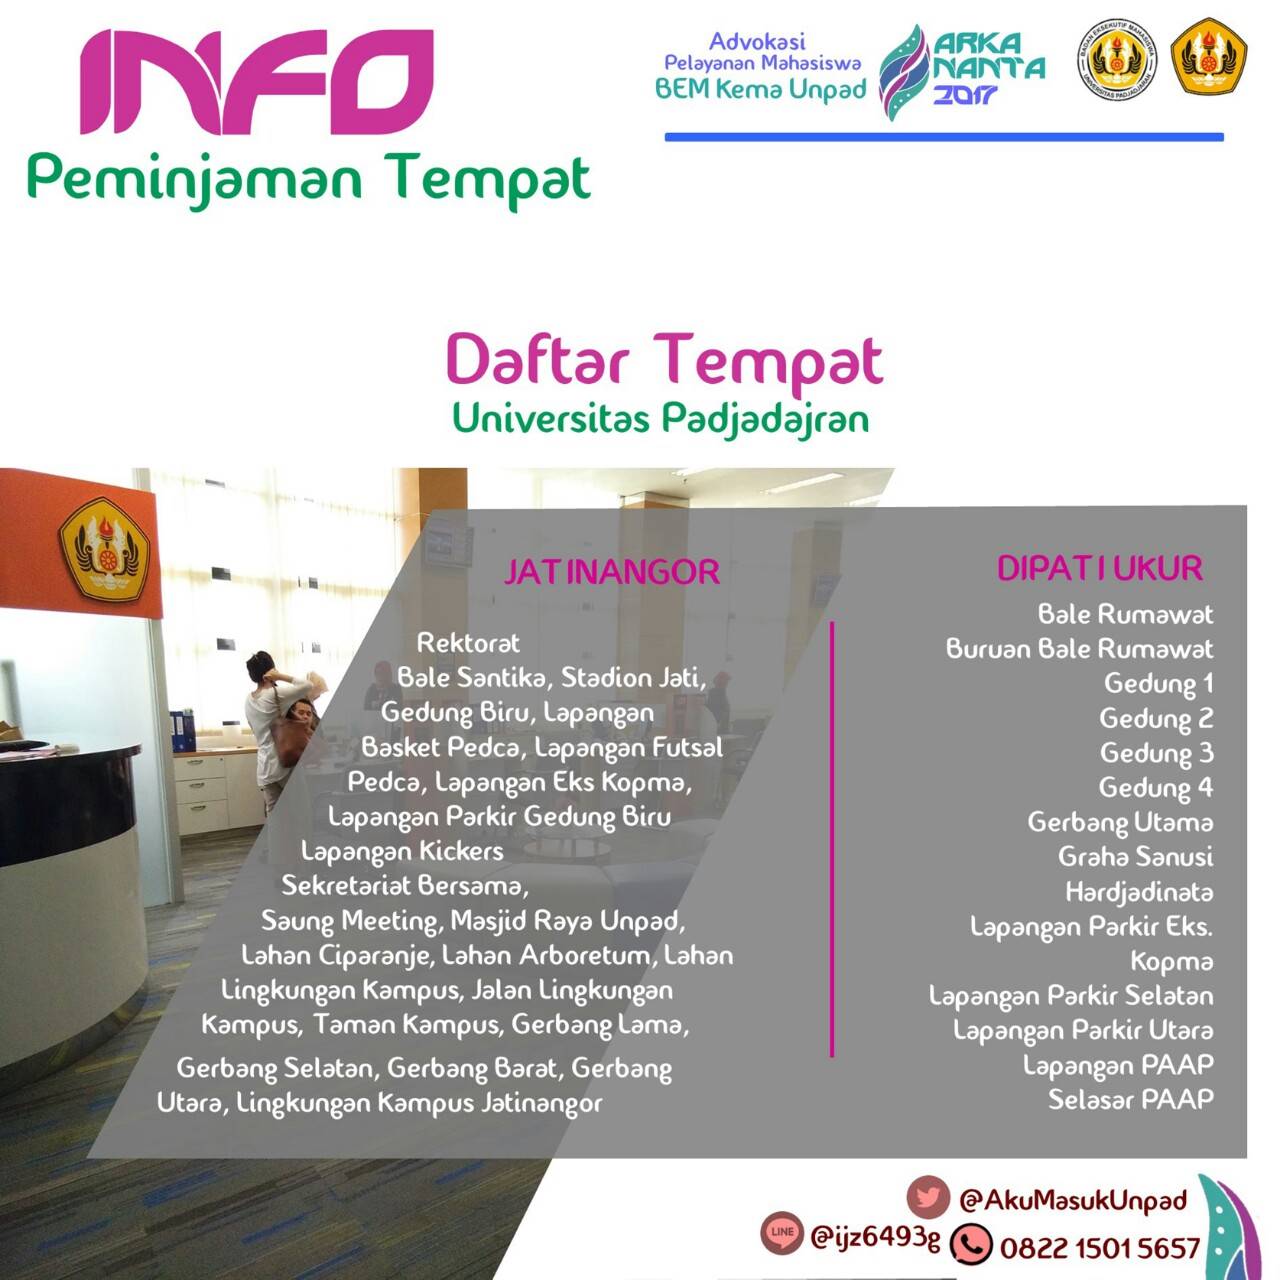 INFO
Peminjaman Tempat
Advokasi
Pelayanan Mahasiswa
BEM Kema Unpad
ARKA
NANTA
2017
BADAN EKSEKUTIF MAHASISWA
UNIVERSITAS PADJADJARAN
Daftar Tempat
Universitas Padjadajran
JATINANGOR
Rektorat
Bale Santika, Stadion Jati,
Gedung Biru, Lapangan
Basket Pedca, Lapangan Futsal
Pedca, Lapangan Eks Kopma,
Lapangan Parkir Gedung Biru
Lapangan Kickers
Sekretariat Bersama,
Saung Meeting, Masjid Raya Unpad,
Lahan Ciparanje, Lahan Arboretum, Lahan
Lingkungan Kampus, Jalan Lingkungan
Kampus, Taman Kampus, Gerbang Lama,
Gerbang Selatan, Gerbang Barat, Gerbang
Utara, Lingkungan Kampus Jatinangor
DIPATI UKUR
Bale Rumawat
Buruan Bale Rumawat
Gedung 1
Gedung 2
Gedung 3
Gedung 4
Gerbang Utama
Graha Sanusi
Hardjadinata
Lapangan Parkir Eks.
Kopma
Lapangan Parkir Selatan
Lapangan Parkir Utara
Lapangan PAAP
Selasar PAAP
@AkuMasukUnpad
LINE @ijz6493g
0822 1501 5657